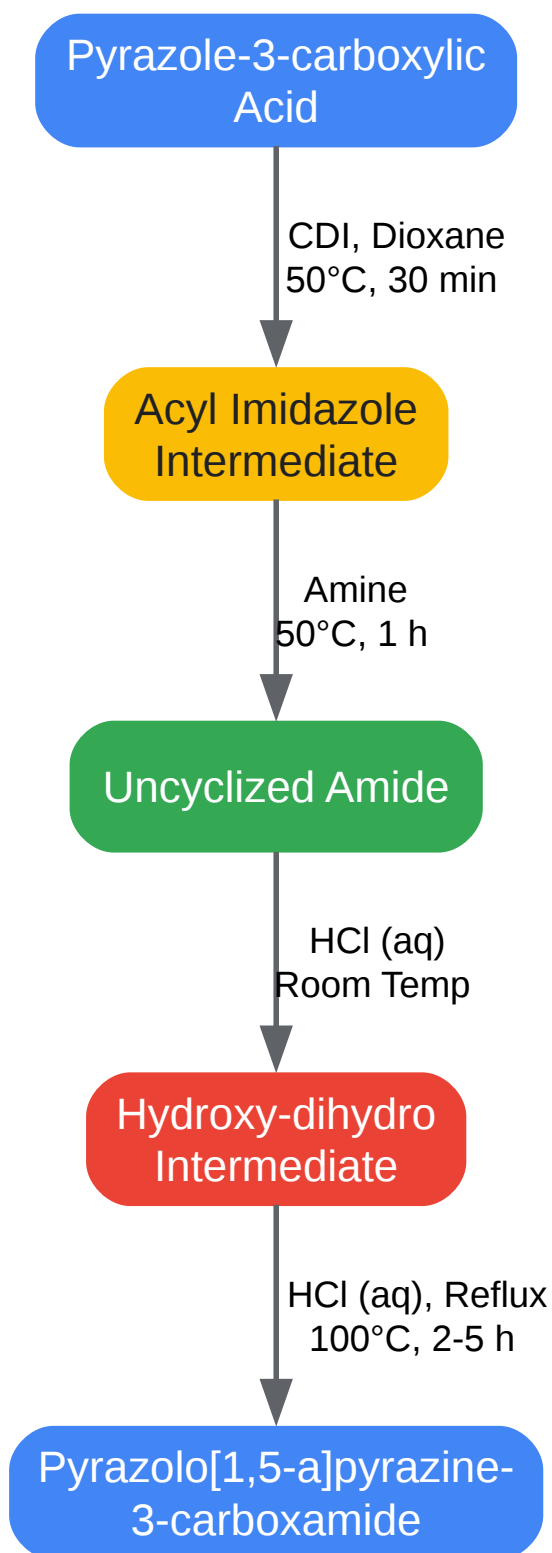 Pyrazole-3-carboxylic
Acid
CDI, Dioxane
50°C, 30 min
Acyl Imidazole
Intermediate
Amine
50°C, 1 h
Uncyclized Amide
HCl (aq)
Room Temp
Hydroxy-dihydro
Intermediate
HCl (aq), Reflux
100°C, 2-5 h
Pyrazolo[1,5-a]pyrazine-
3-carboxamide